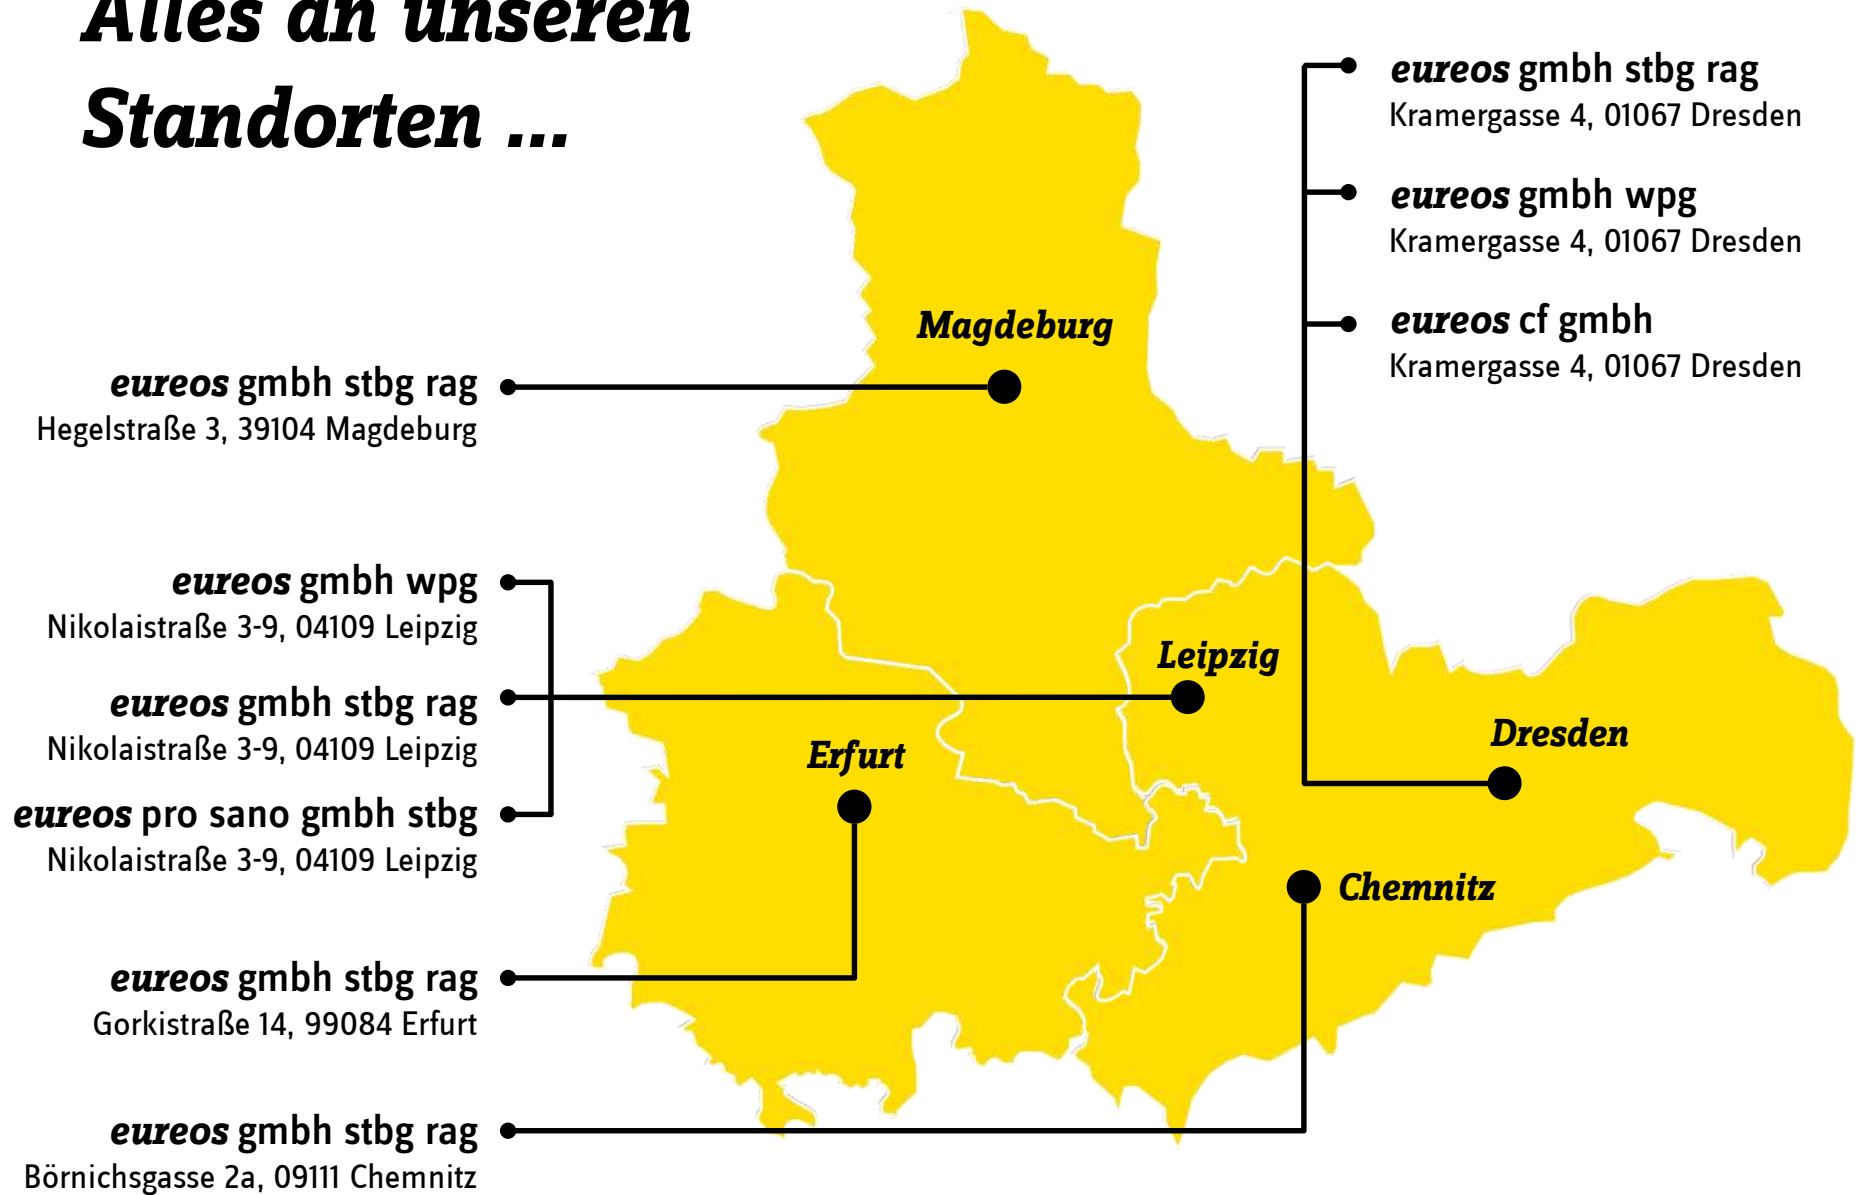 Alles an unseren
Standorten ...
eureos gmbh stbg rag
Kramergasse 4, 01067 Dresden
eureos gmbh wpg
Kramergasse 4, 01067 Dresden
eureos cf gmbh
Kramergasse 4, 01067 Dresden
Magdeburg
eureos gmbh stbg rag
Hegelstraße 3, 39104 Magdeburg
eureos gmbh wpg
Nikolaistraße 3-9, 04109 Leipzig
eureos gmbh stbg rag
Nikolaistraße 3-9, 04109 Leipzig
eureos pro sano gmbh stbg
Nikolaistraße 3-9, 04109 Leipzig
Leipzig
Dresden
Erfurt
Chemnitz
eureos gmbh stbg rag
Gorkistraße 14, 99084 Erfurt
eureos gmbh stbg rag
Börnichsgasse 2a, 09111 Chemnitz